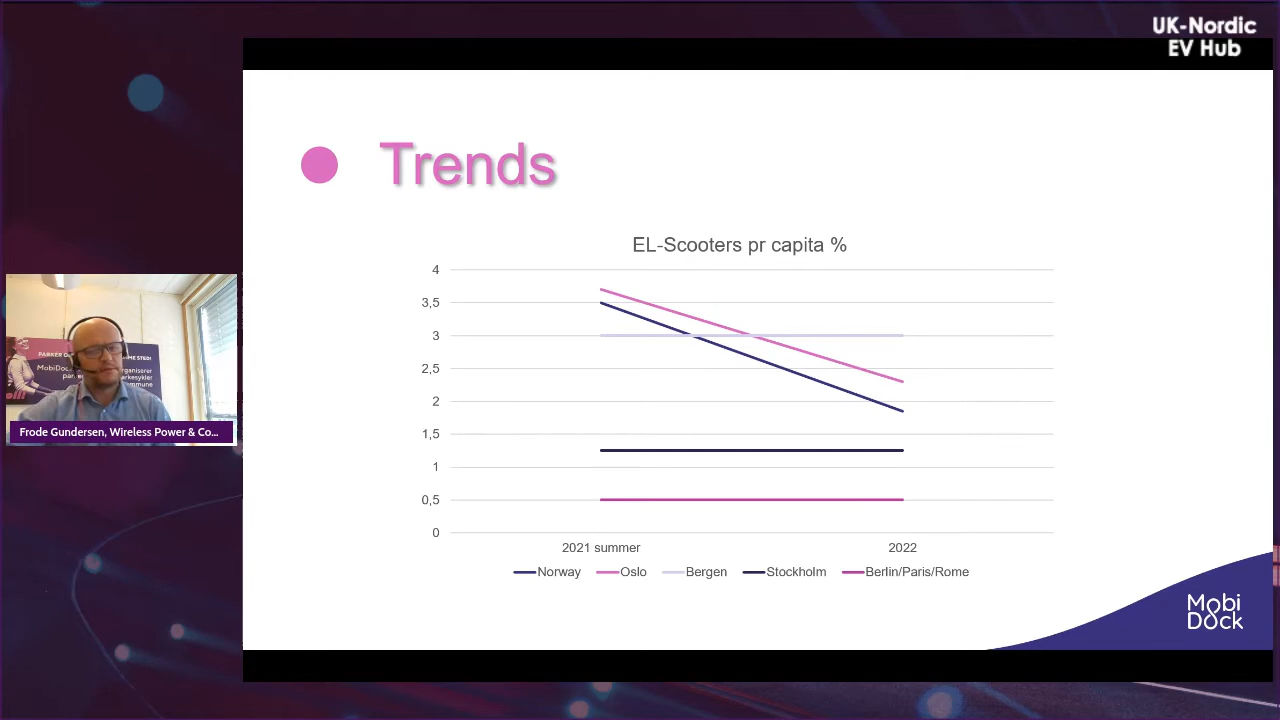 UK-Nordic
EV Hub
Trends
EL-Scooters pr capita %
4
3,5
3
2,5
2
1,5
1
0,5
0
2021 summer 2022
Norway Oslo Bergen Stockholm Berlin/Paris/Rome
Mobi
Dock
PARKER
MobiDoc
Frode Gundersen, Wireless Power & Co...